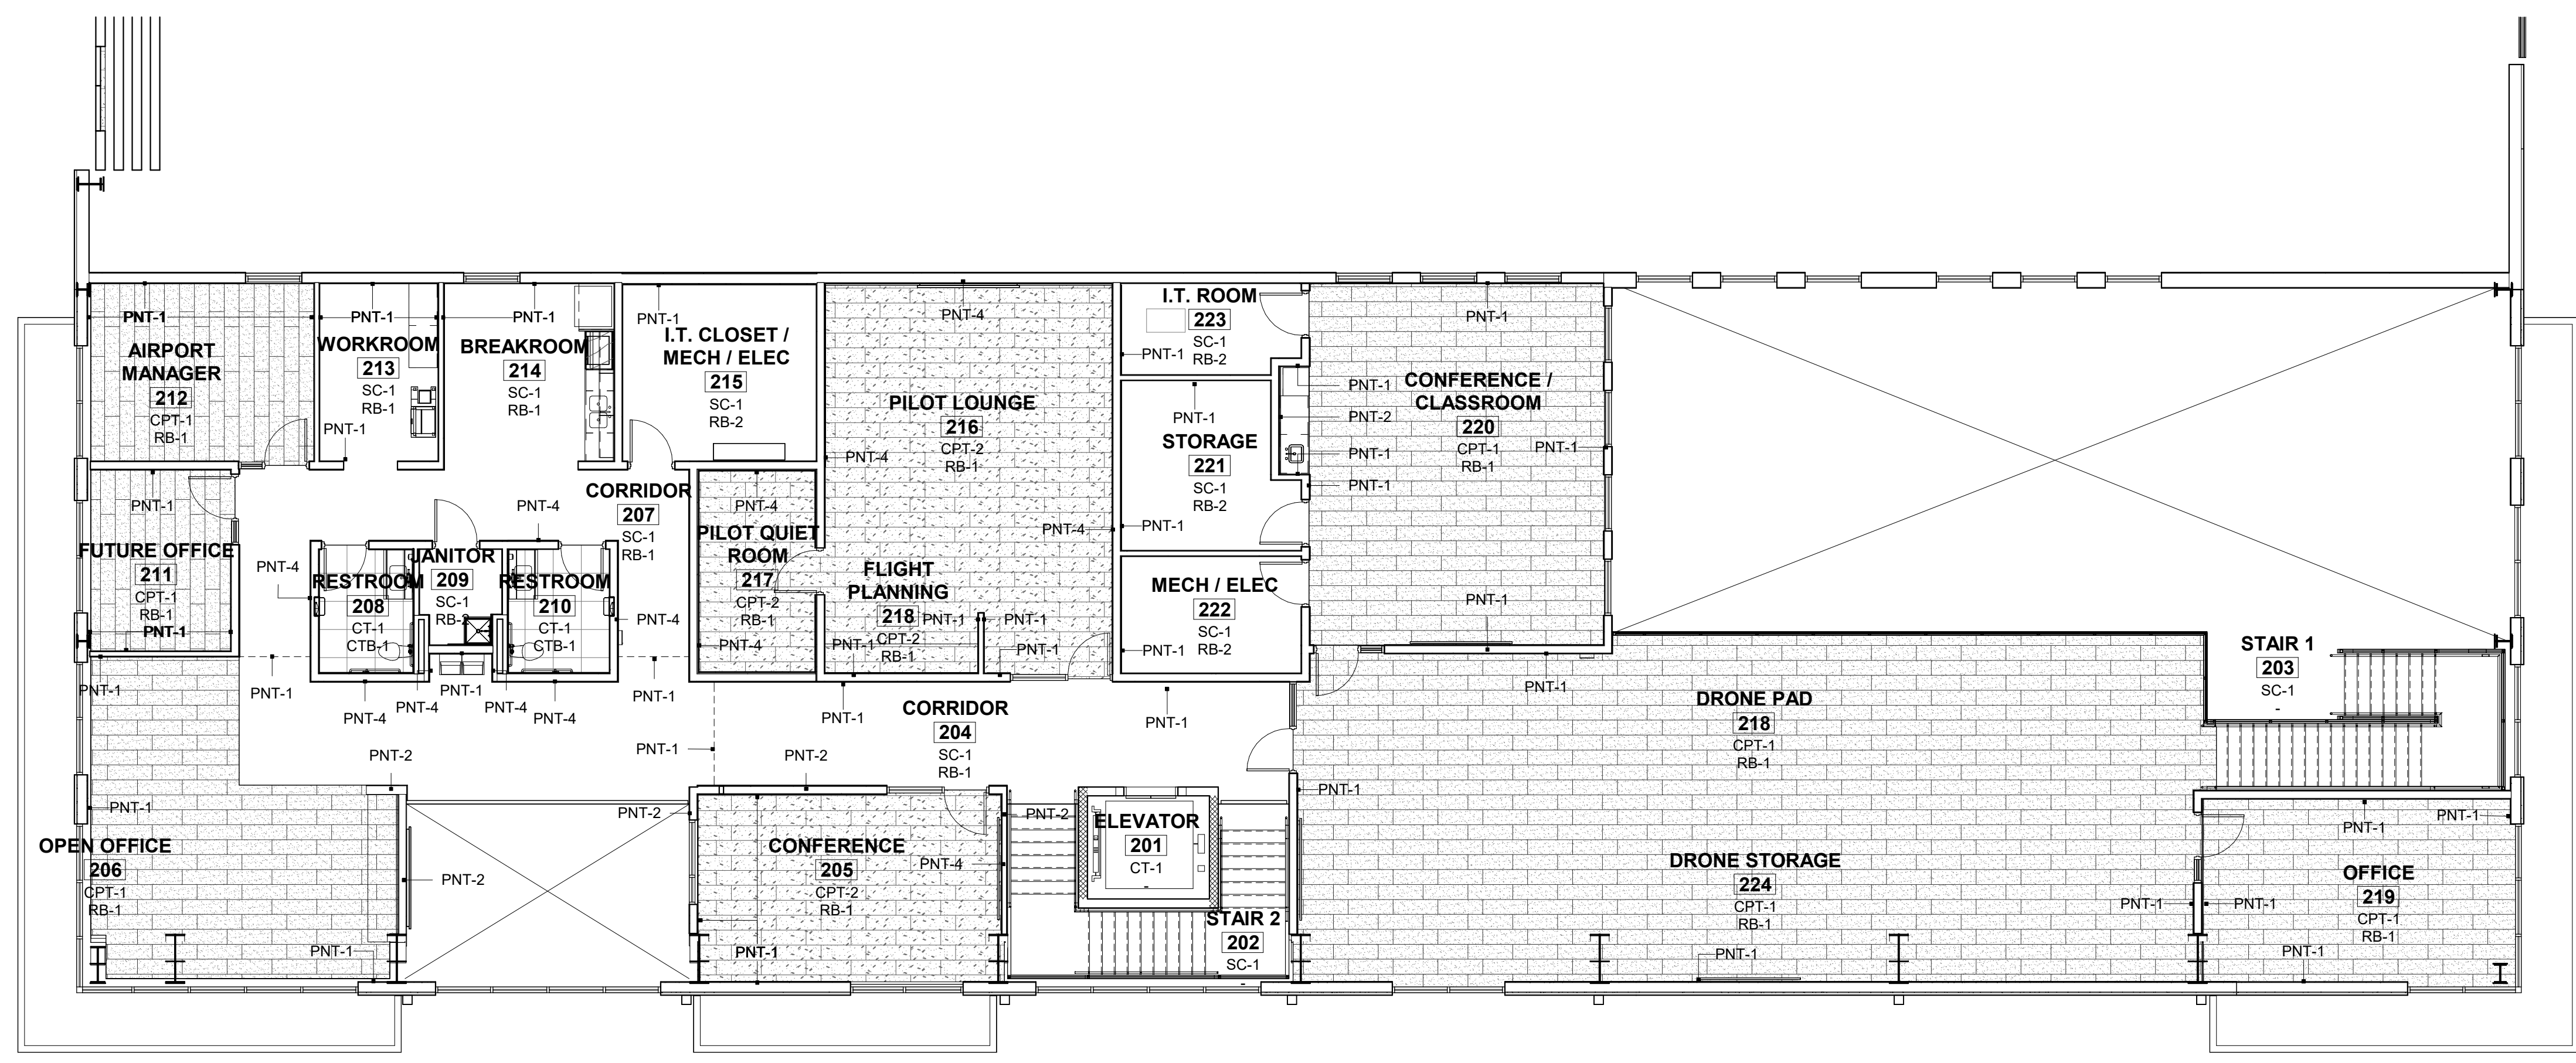 PNT-1
AIRPORT
MANAGER
212
CPT-1
RB-1
PNT-1
WORKROOM
213
SC-1
RB-1
PNT-1
PNT-1
BREAKROOM
214
SC-1
RB-1
PNT-1
I.T. CLOSET /
MECH / ELEC
215
SC-1
RB-2
PNT-4
PILOT LOUNGE
216
CPT-2
RB-1
PNT-4
PNT-4
I.T. ROOM
223
SC-1
RB-2
PNT-1
PNT-1
STORAGE
221
SC-1
RB-2
PNT-1
PNT-1
PNT-1
PNT-2
PNT-1
PNT-1
CONFERENCE /
CLASSROOM
220
CPT-1
RB-1
PNT-1
PNT-1
PNT-1
FUTURE OFFICE
211
CPT-1
RB-1
PNT-1
PNT-4
RESTROOM
208
CT-1
CTB-1
JANITOR
209
SC-1
RB-2
PNT-4
RESTROOM
210
CT-1
CTB-1
CORRIDOR
207
SC-1
RB-1
PNT-4
PNT-4
PILOT QUIET
ROOM
217
CPT-2
RB-1
PNT-4
FLIGHT
PLANNING
218
CPT-2
RB-1
PNT-1
PNT-1
PNT-1
PNT-1
MECH / ELEC
222
SC-1
RB-2
PNT-1
PNT-1
PNT-1
PNT-4
PNT-4
PNT-1
PNT-4
PNT-4
PNT-1
PNT-1
CORRIDOR
204
SC-1
RB-1
PNT-1
PNT-1
DRONE PAD
218
CPT-1
RB-1
STAIR 1
203
SC-1
-
PNT-1
PNT-2
PNT-2
PNT-1
PNT-2
OPEN OFFICE
206
CPT-1
RB-1
PNT-2
PNT-1
CONFERENCE
205
CPT-2
RB-1
PNT-4
PNT-1
PNT-2
ELEVATOR
201
CT-1
-
STAIR 2
202
SC-1
-
PNT-1
DRONE STORAGE
224
CPT-1
RB-1
PNT-1
PNT-1
PNT-1
PNT-1
PNT-1
OFFICE
219
CPT-1
RB-1
PNT-1